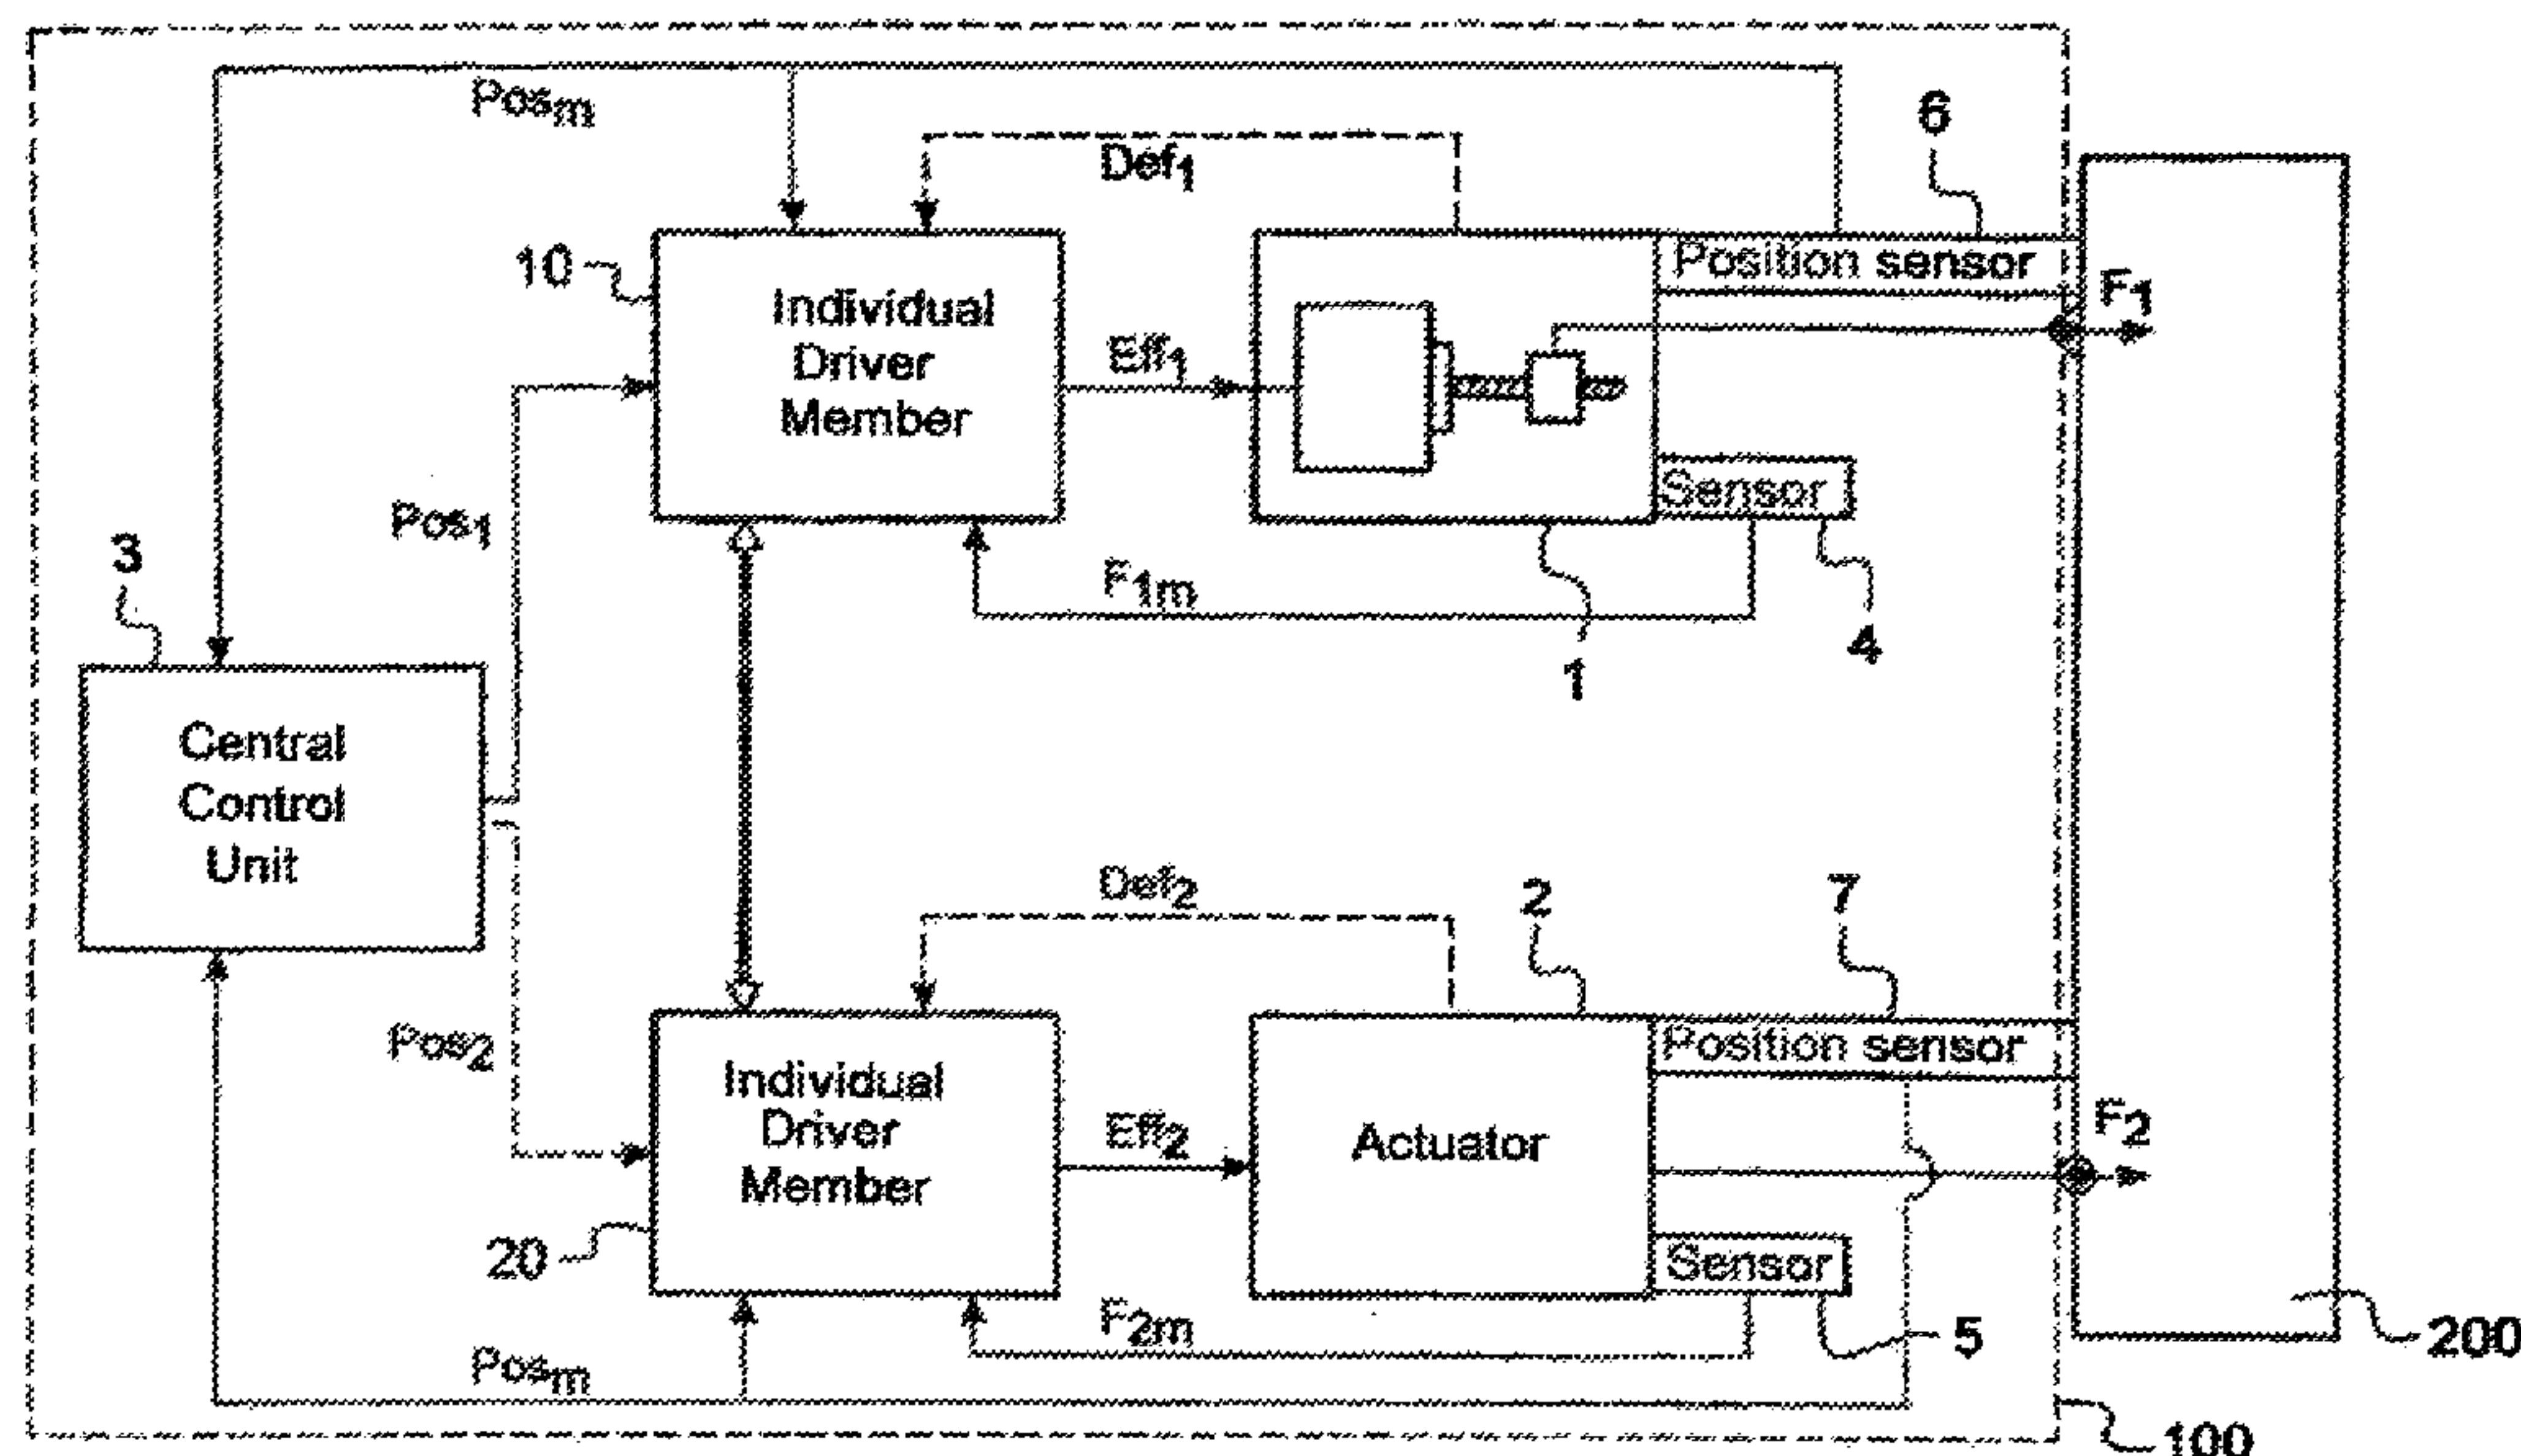 Posm
6
Def1
10
Position sensor
F1
Individual
Driver
Member
Eff1
Sensor
Pos1
3
F1m
4
1
Central
Control
Unit
Def2
2
7
Pos2
Position sensor
Individual
Driver
Member
Eff2
Actuator
F2
20
Sensor
F2m
5
200
Posm
100